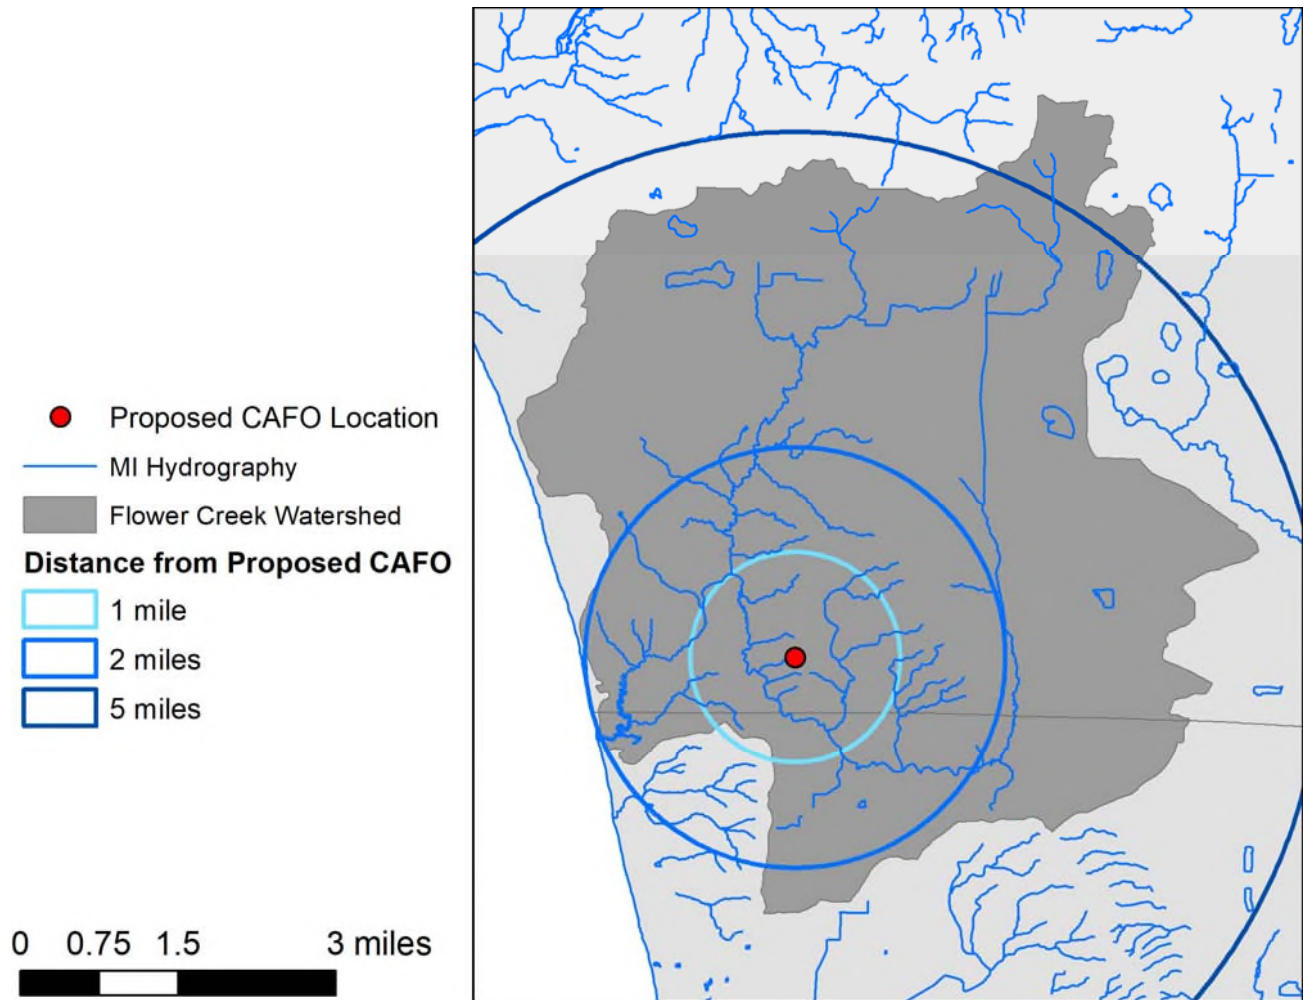 Proposed CAFO Location
MI Hydrography
Flower Creek Watershed
Distance from Proposed CAFO
1 mile
2 miles
5 miles
0 0.75 1.5 3 miles